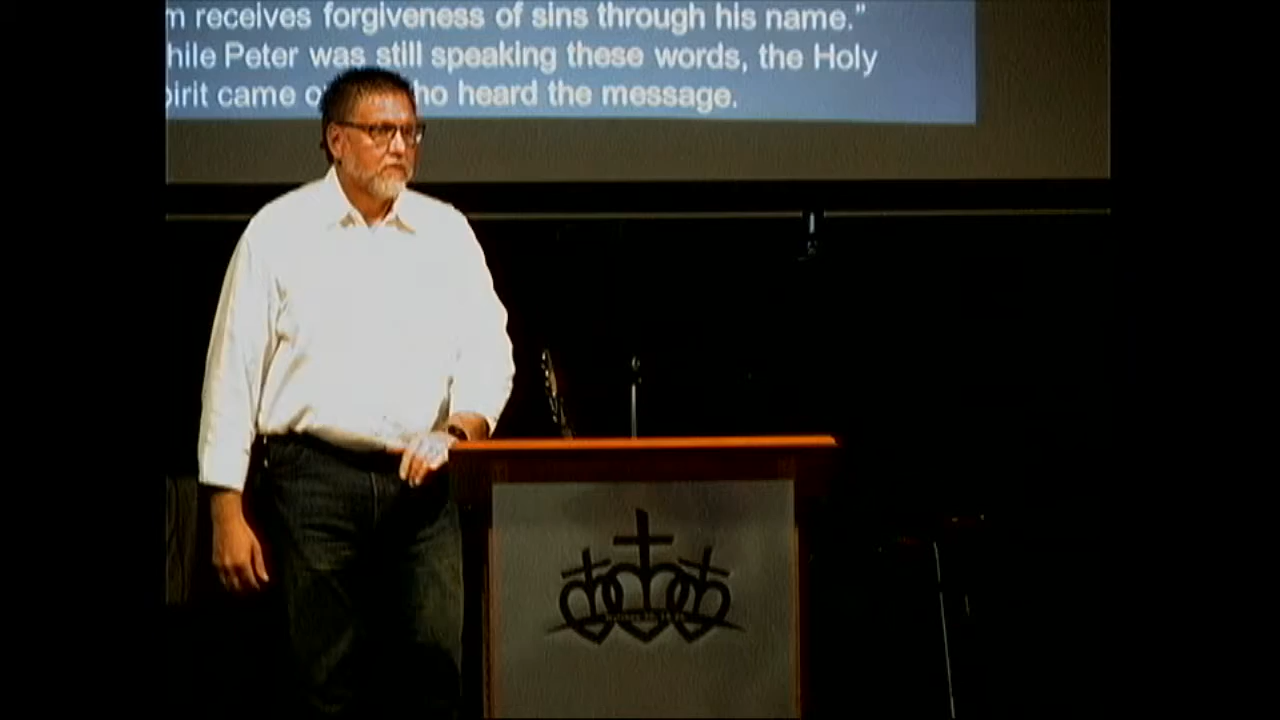 m receives forgiveness of sins through his name.”
hile Peter was still speaking these words, the Holy
irit came o ho heard the message.